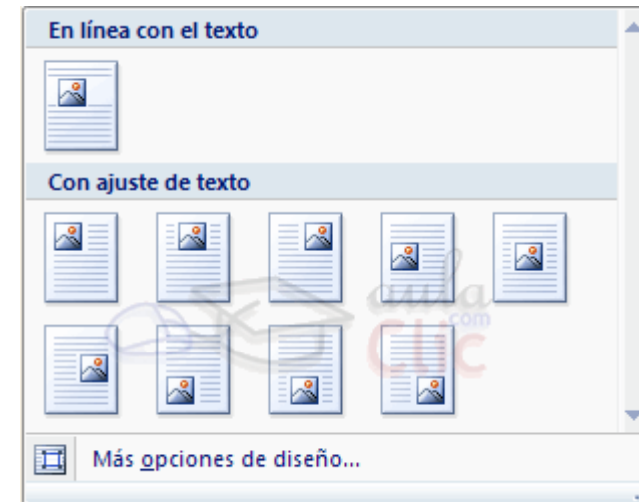 En línea con el texto
Con ajuste de texto
aula
.com
Clic
Más opciones de diseño...